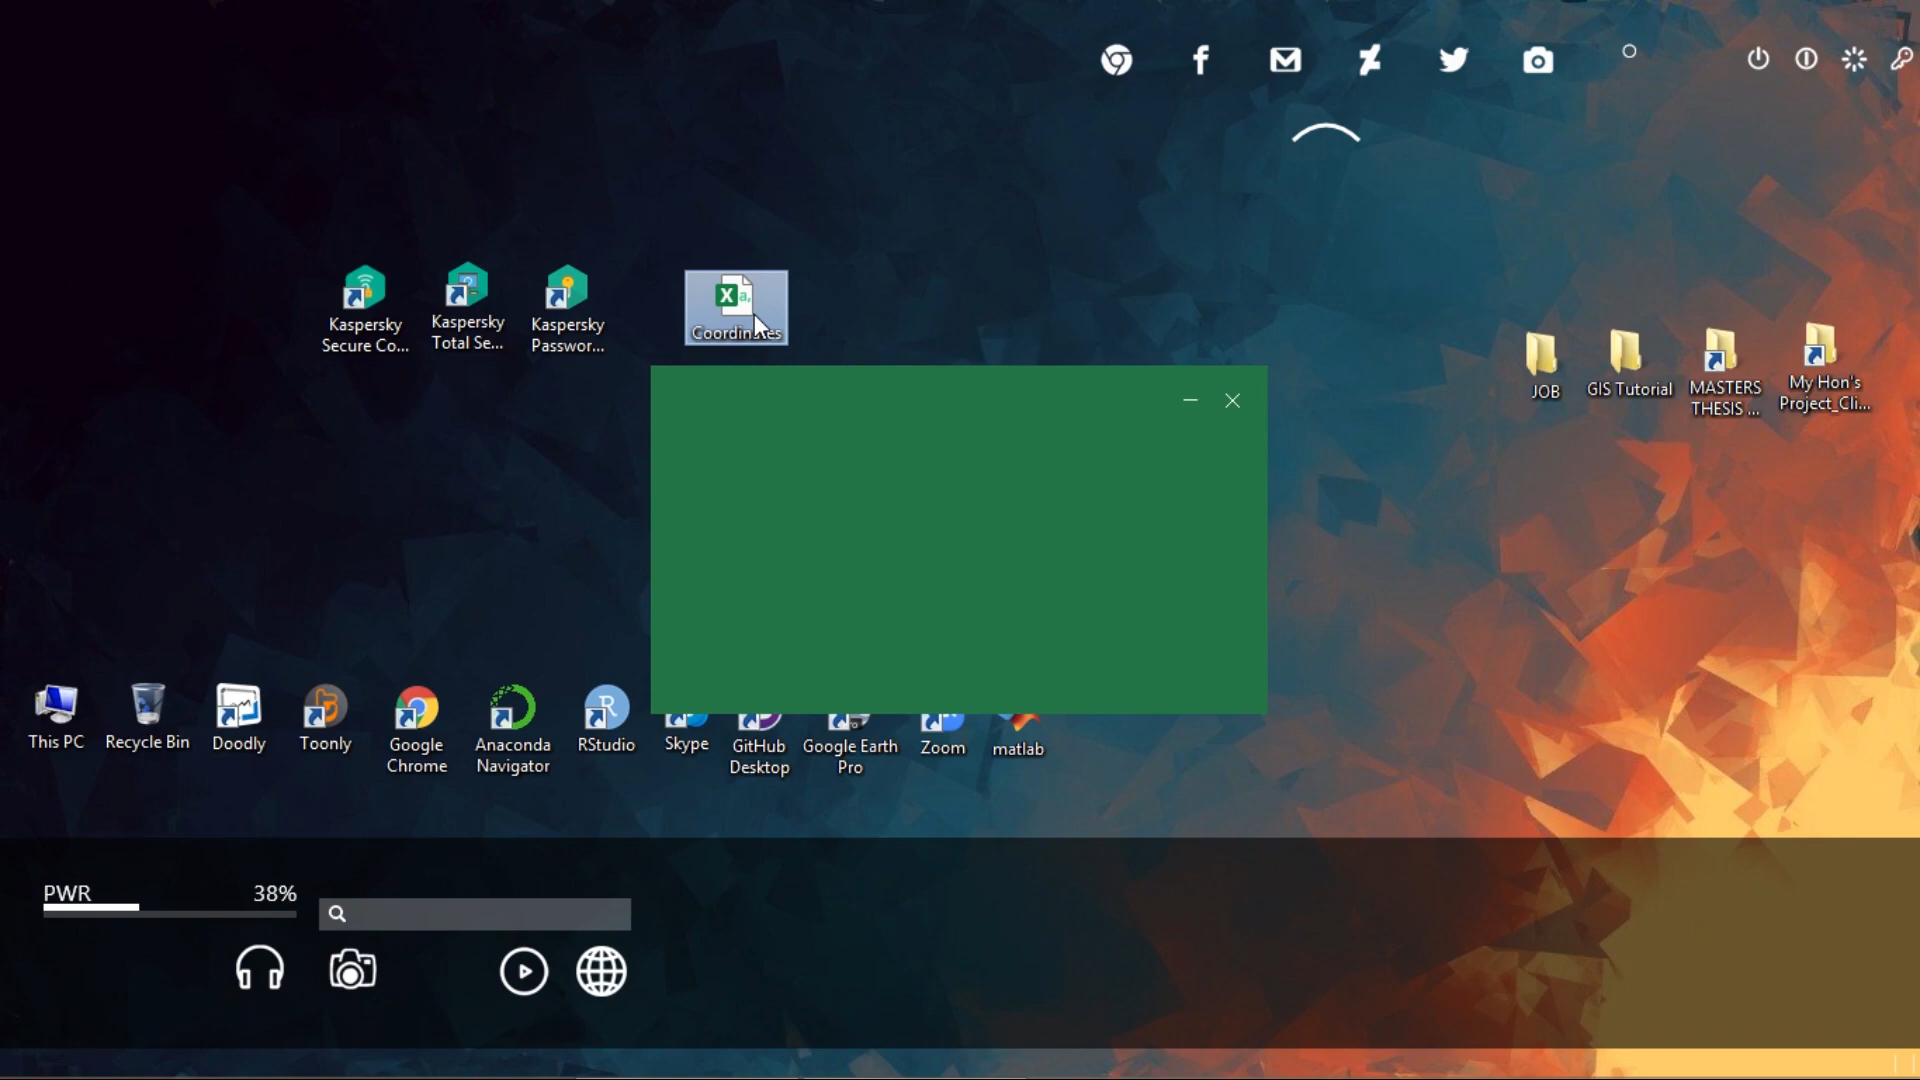 Kaspersky
Secure Co...
Kaspersky
Total Se...
Kaspersky
Passwor...
Coordinates
JOB
GIS Tutorial
MASTERS
THESIS ...
My Hon's
Project_Cli...
This PC
Recycle Bin
Doodly
Toonly
Google
Chrome
Anaconda
Navigator
RStudio
Skype
GitHub
Desktop
Google Earth
Pro
Zoom
matlab
PWR
38%